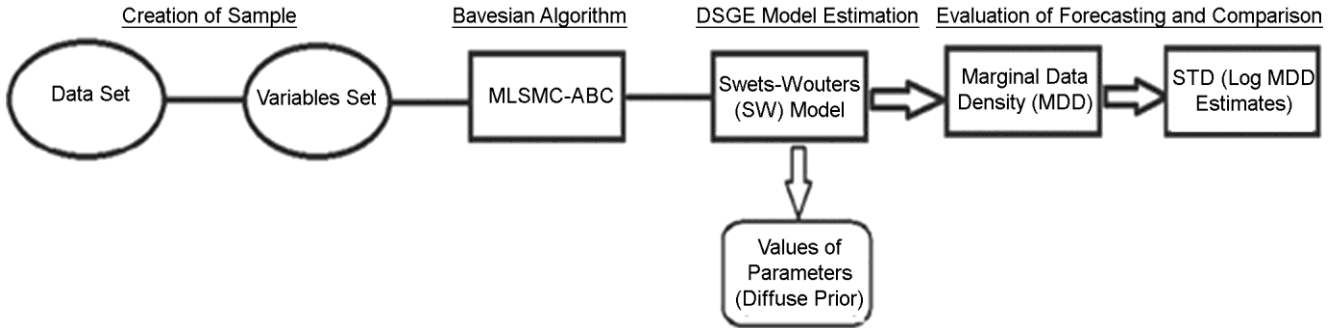 Creation of Sample
Bavesian Algorithm
DSGE Model Estimation
Evaluation of Forecasting and Comparison
Data Set
Variables Set
MLSMC-ABC
Swets-Wouters
(SW) Model
Marginal Data
Density (MDD)
STD (Log MDD
Estimates)
Values of
Parameters
(Diffuse Prior)